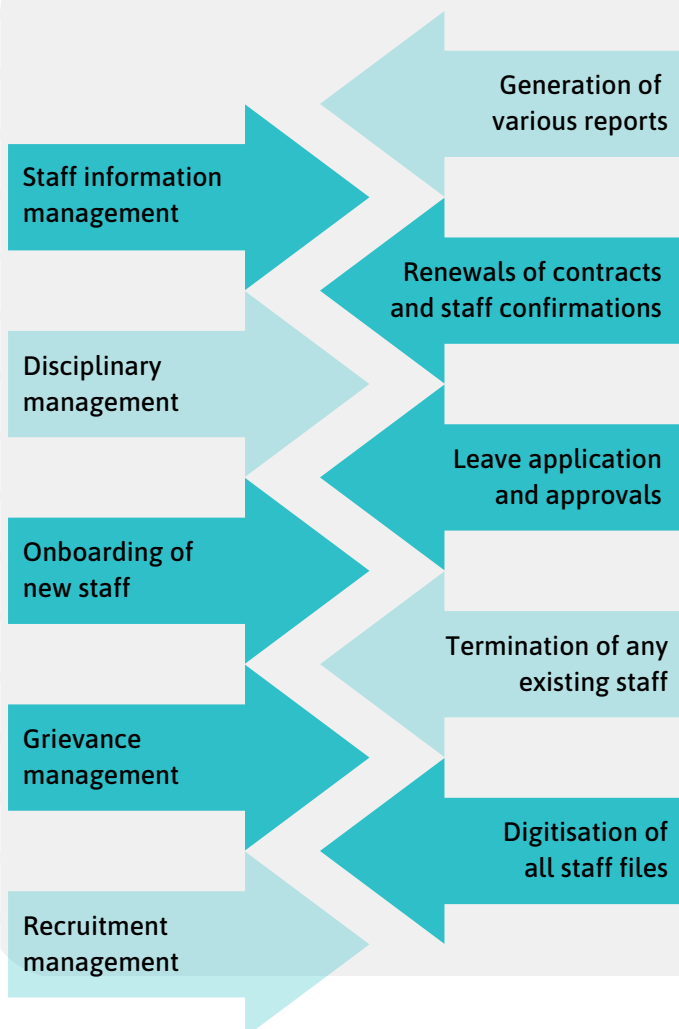 Generation of
various reports
Staff information
management
Renewals of contracts
and staff confirmations
Disciplinary
management
Leave application
and approvals
Onboarding of
new staff
Termination of any
existing staff
Grievance
management
Digitisation of
all staff files
Recruitment
management